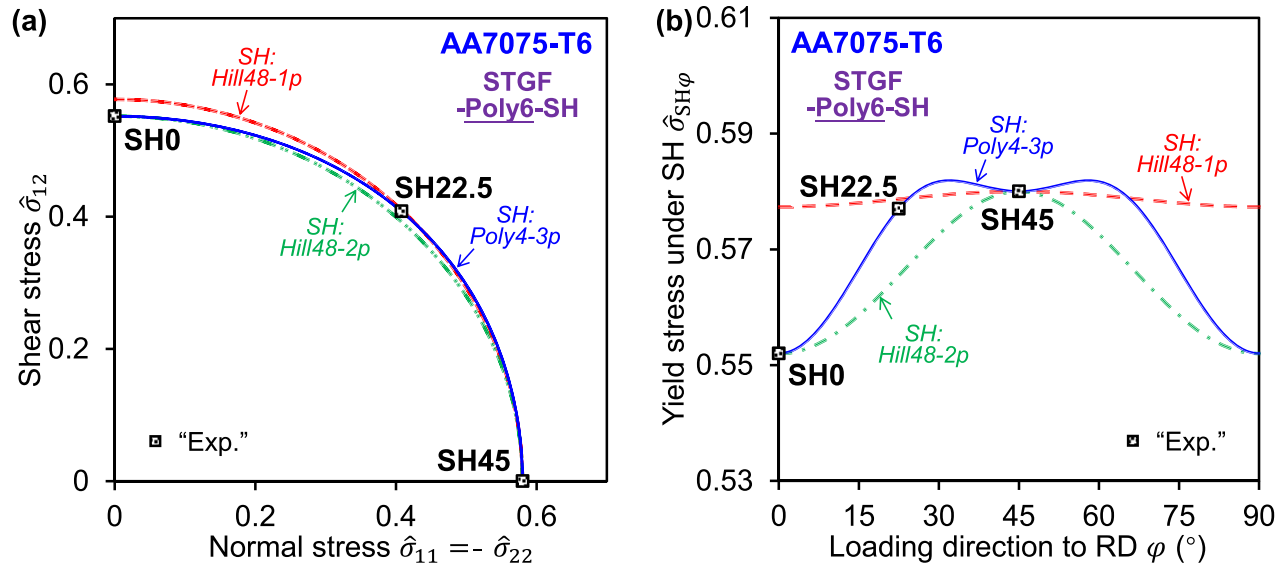 (a)
AA7075-T6
STGF
-Poly6-SH
SH:
Hill48-1p
SH0
SH22.5
SH:
Hill48-2p
SH:
Poly4-3p
"Exp."
SH45
0.6
0.4
0.2
0
0
0.2
0.4
0.6
Shear stress σ̂₁₂
Normal stress σ̂₁₁ = - σ̂₂₂
(b)
AA7075-T6
STGF
-Poly6-SH
SH:
Poly4-3p
SH:
Hill48-1p
SH22.5
SH45
SH:
Hill48-2p
SH0
"Exp."
0.61
0.59
0.57
0.55
0.53
0
15
30
45
60
75
90
Yield stress under SH σ̂SHφ
Loading direction to RD φ (°)